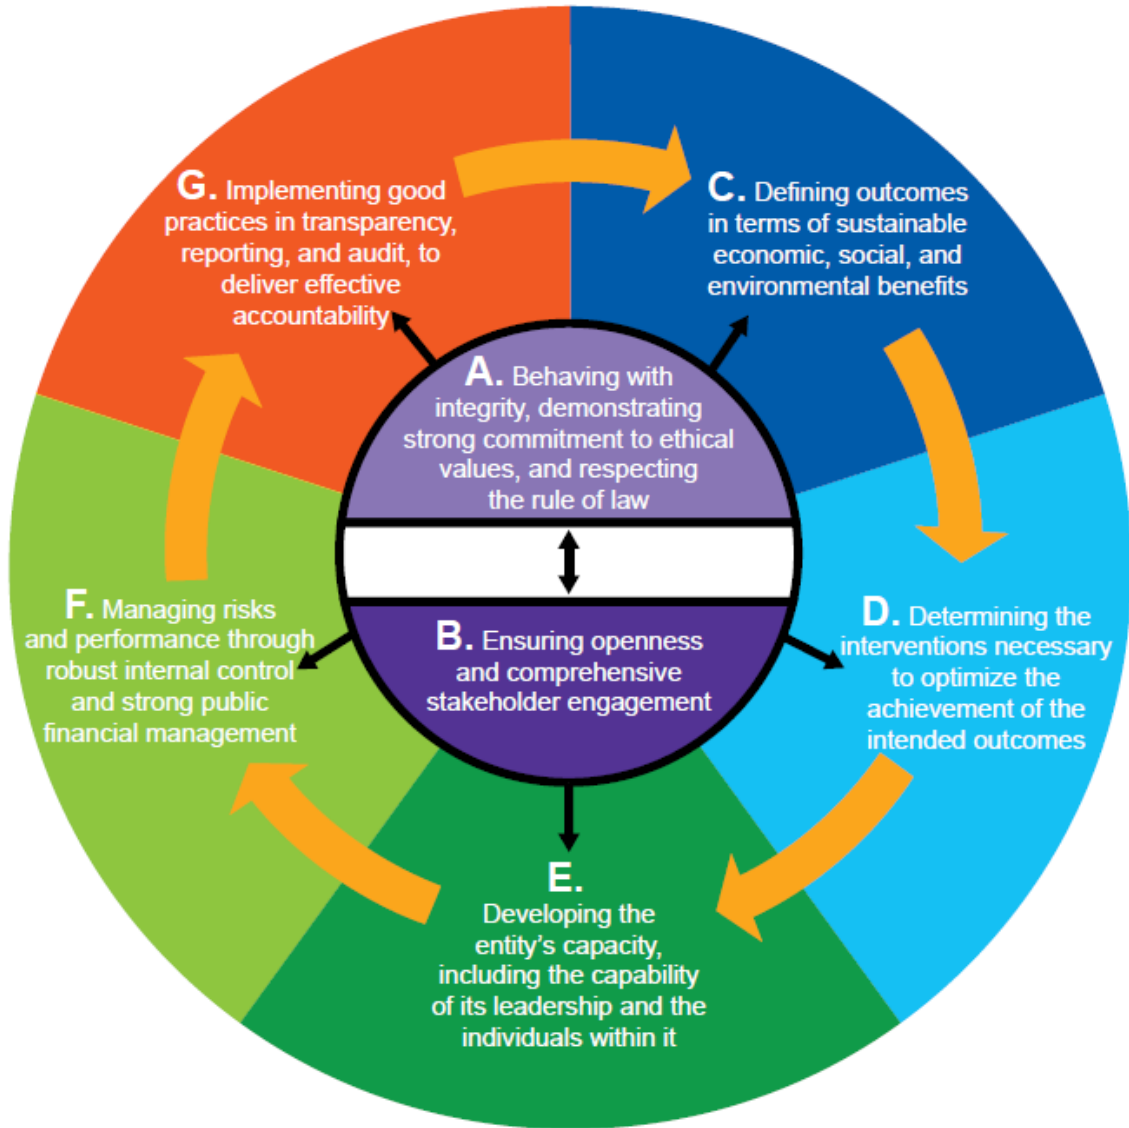 A. Behaving with
integrity, demonstrating
strong commitment to ethical
values, and respecting
the rule of law
B. Ensuring openness
and comprehensive
stakeholder engagement
C. Defining outcomes
in terms of sustainable
economic, social, and
environmental benefits
D. Determining the
interventions necessary
to optimize the
achievement of the
intended outcomes
E.
Developing the
entity’s capacity,
including the capability
of its leadership and the
individuals within it
F. Managing risks
and performance through
robust internal control
and strong public
financial management
G. Implementing good
practices in transparency,
reporting, and audit, to
deliver effective
accountability